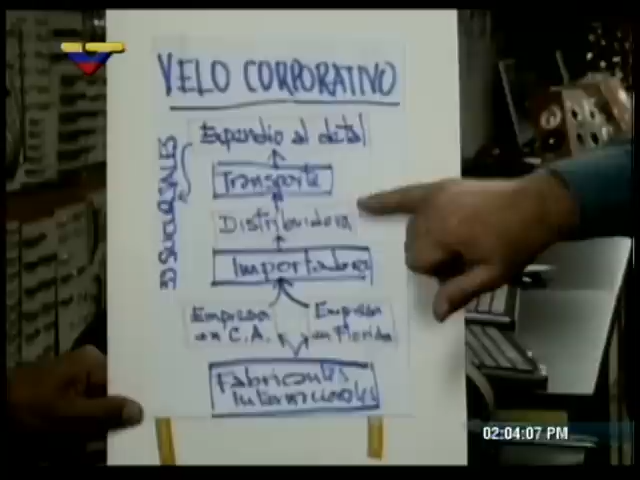 VELO CORPORATIVO
Expendio al detal
Transporte
Distribuidora
Importadora
Empresa
en C.A.
Empresa
en Florida
Fabricantes
Internacionales
SUCURSALES
02:04:07 PM